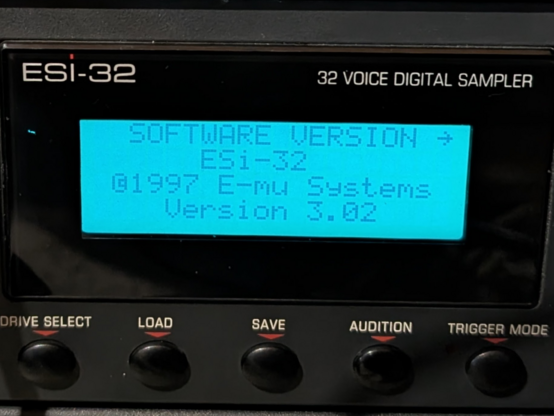 ESi-32
32 VOICE DIGITAL SAMPLER
SOFTWARE VERSION →
ESi-32
©1997 E-mu Systems
Version 3.02
DRIVE SELECT LOAD SAVE AUDITION TRIGGER MODE